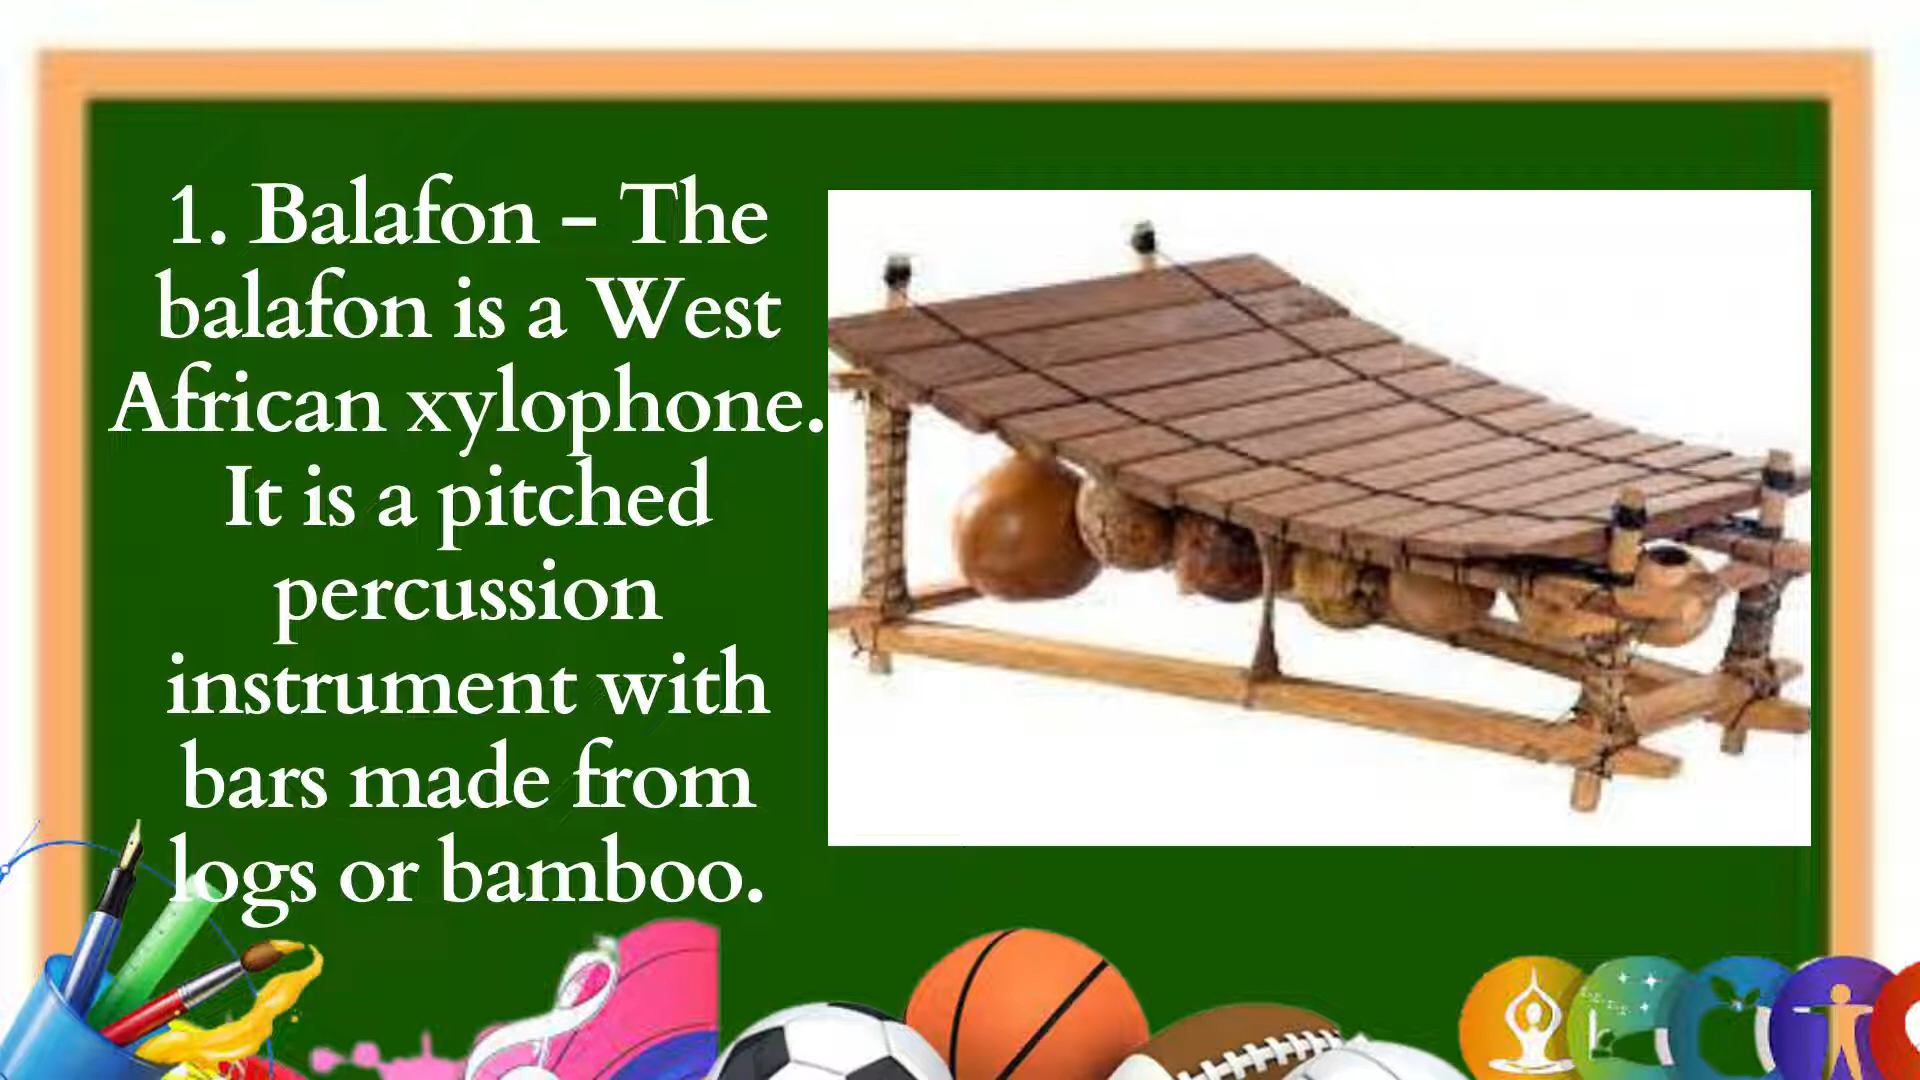 1. Balafon – The
balafon is a West
African xylophone.
It is a pitched
percussion
instrument with
bars made from
logs or bamboo.